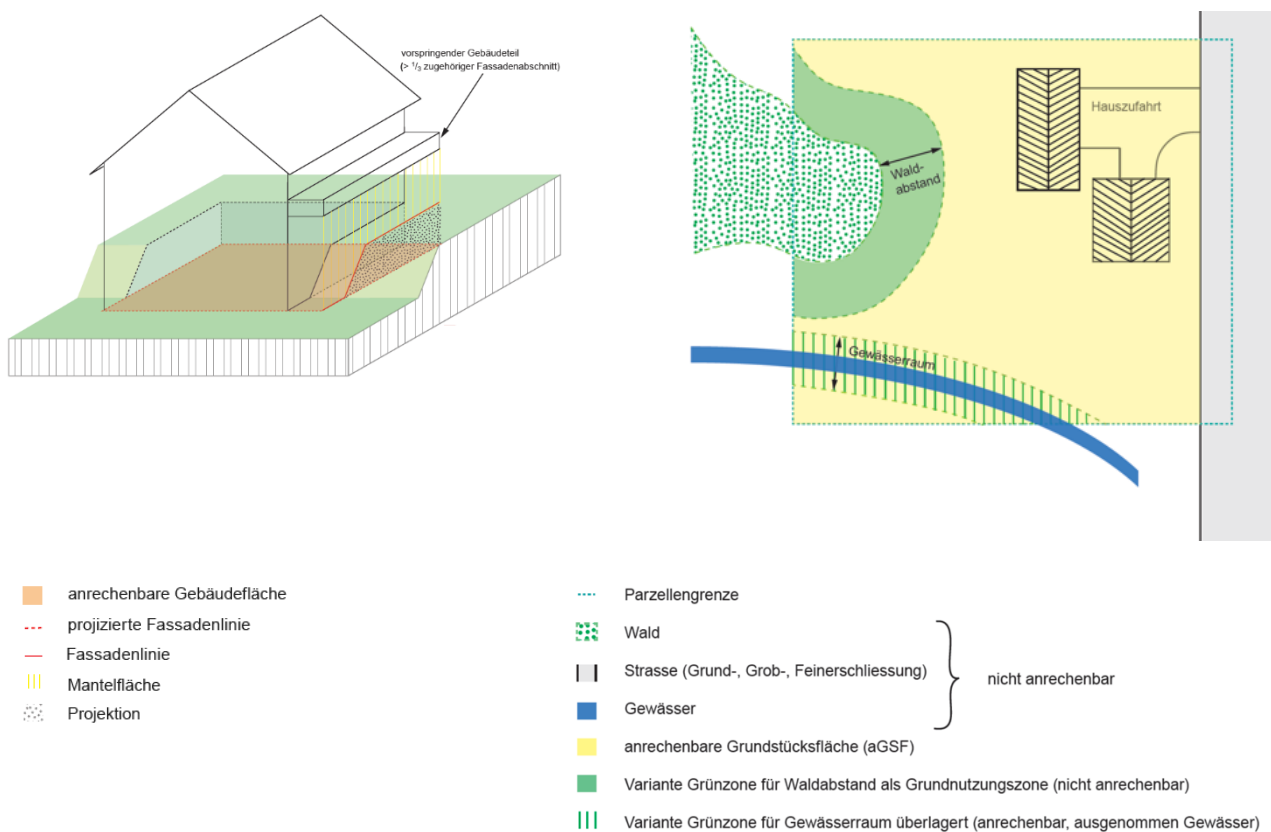 vorspringender Gebäudeteil
(> 1/3 zugehöriger Fassadenabschnitt)
Hauszufahrt
Wald-
abstand
Gewässerraum
anrechenbare Gebäudefläche
projizierte Fassadenlinie
Fassadenlinie
Mantelfläche
Projektion
Parzellengrenze
Wald
Strasse (Grund-, Grob-, Feinerschliessung)
Gewässer
nicht anrechenbar
anrechenbare Grundstücksfläche (aGSF)
Variante Grünzone für Waldabstand als Grundnutzungszone (nicht anrechenbar)
Variante Grünzone für Gewässerraum überlagert (anrechenbar, ausgenommen Gewässer)